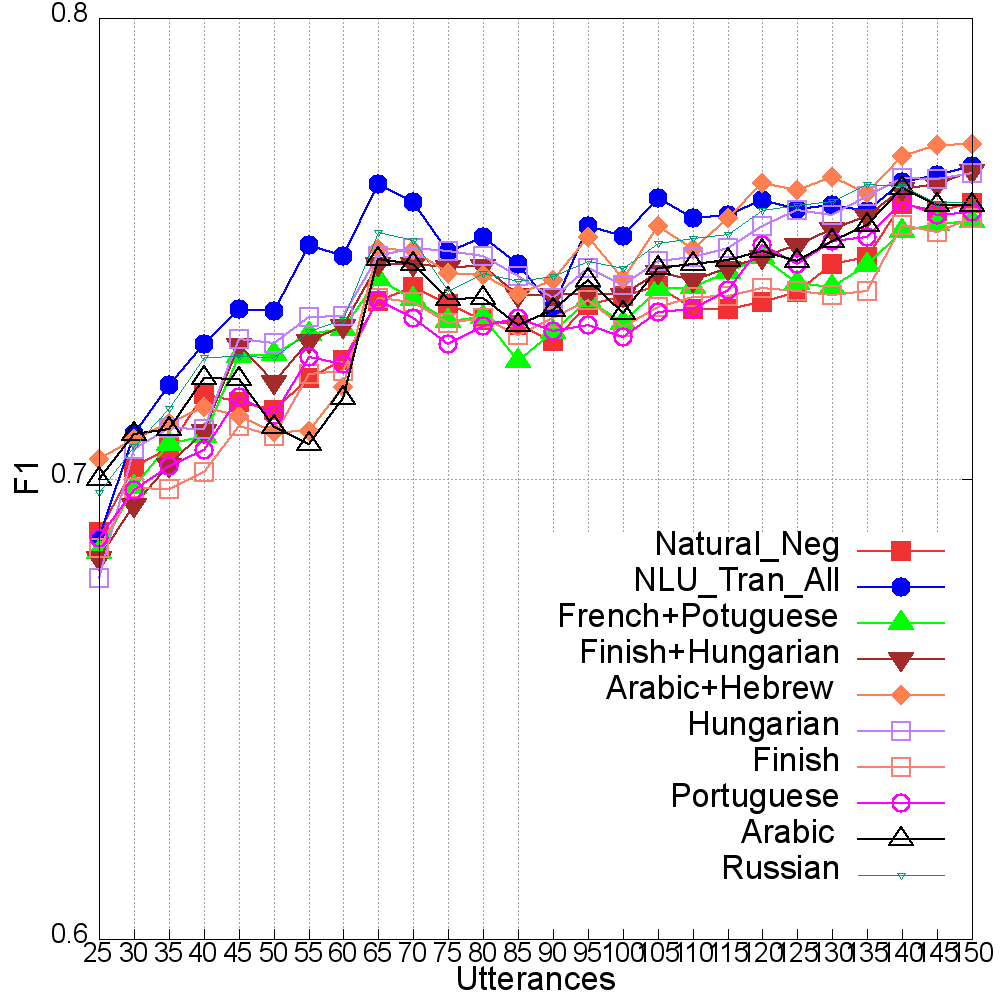 0.8
0.7
0.6
F1
Natural_Neg
NLU_Tran_All
French+Potuguese
Finish+Hungarian
Arabic+Hebrew
Hungarian
Finish
Portuguese
Arabic
Russian
25 30 35 40 45 50 55 60 65 70 75 80 85 90 95 100 105 110 115 120 125 130 135 140 145 150
Utterances